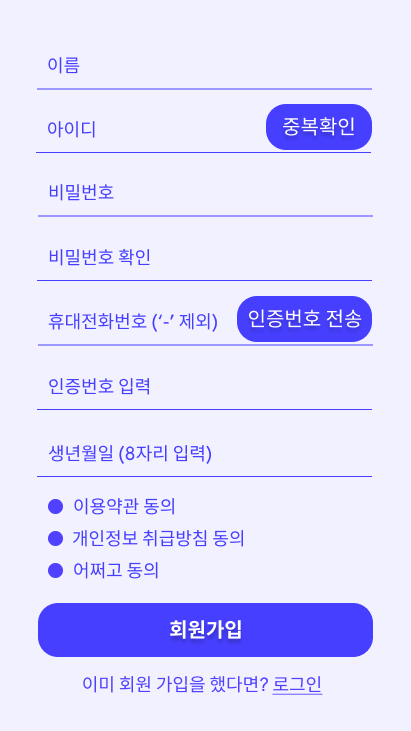 이름
아이디 중복확인
비밀번호
비밀번호 확인
휴대전화번호 (‘-’ 제외) 인증번호 전송
인증번호 입력
생년월일 (8자리 입력)
이용약관 동의
개인정보 취급방침 동의
어쩌고 동의
회원가입
이미 회원 가입을 했다면? 로그인